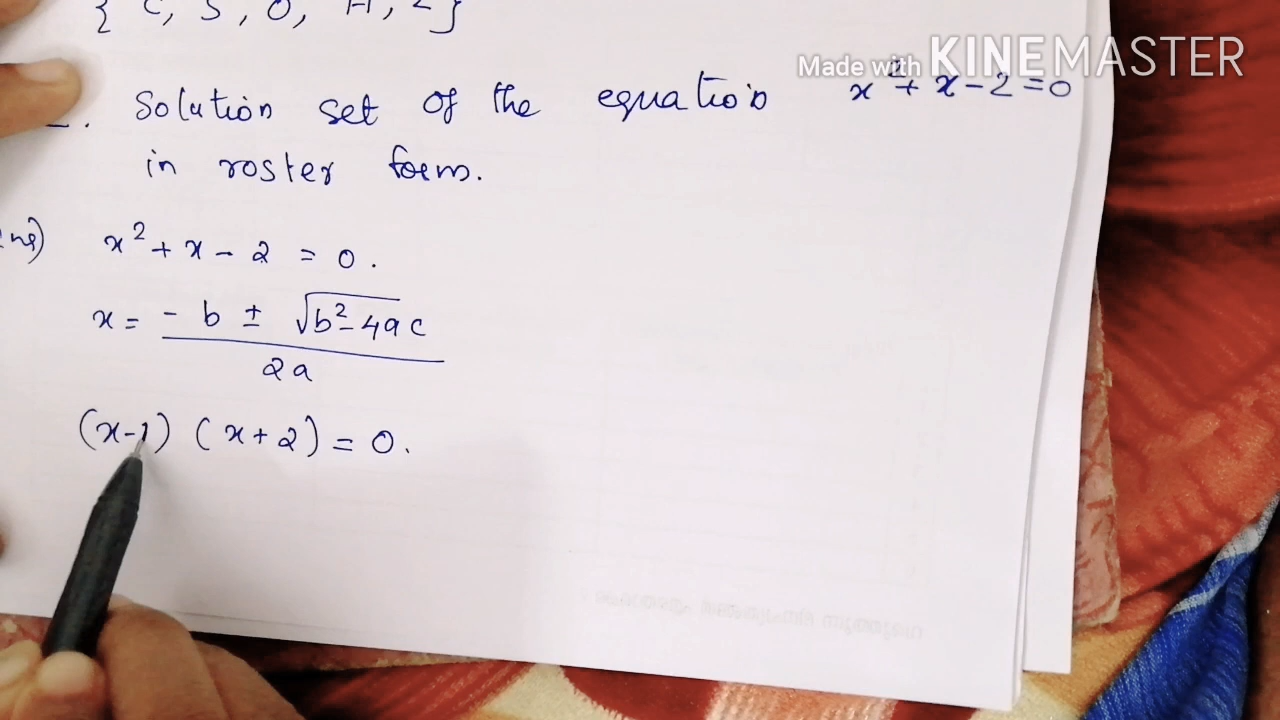 { C, S, O, H, L }
Made with KINEMASTER
Solution set of the equation x² + x - 2 = 0
in roster form.
x² + x - 2 = 0.
x = - b ± √b² - 4ac / 2a
(x-1) (x+2) = 0.